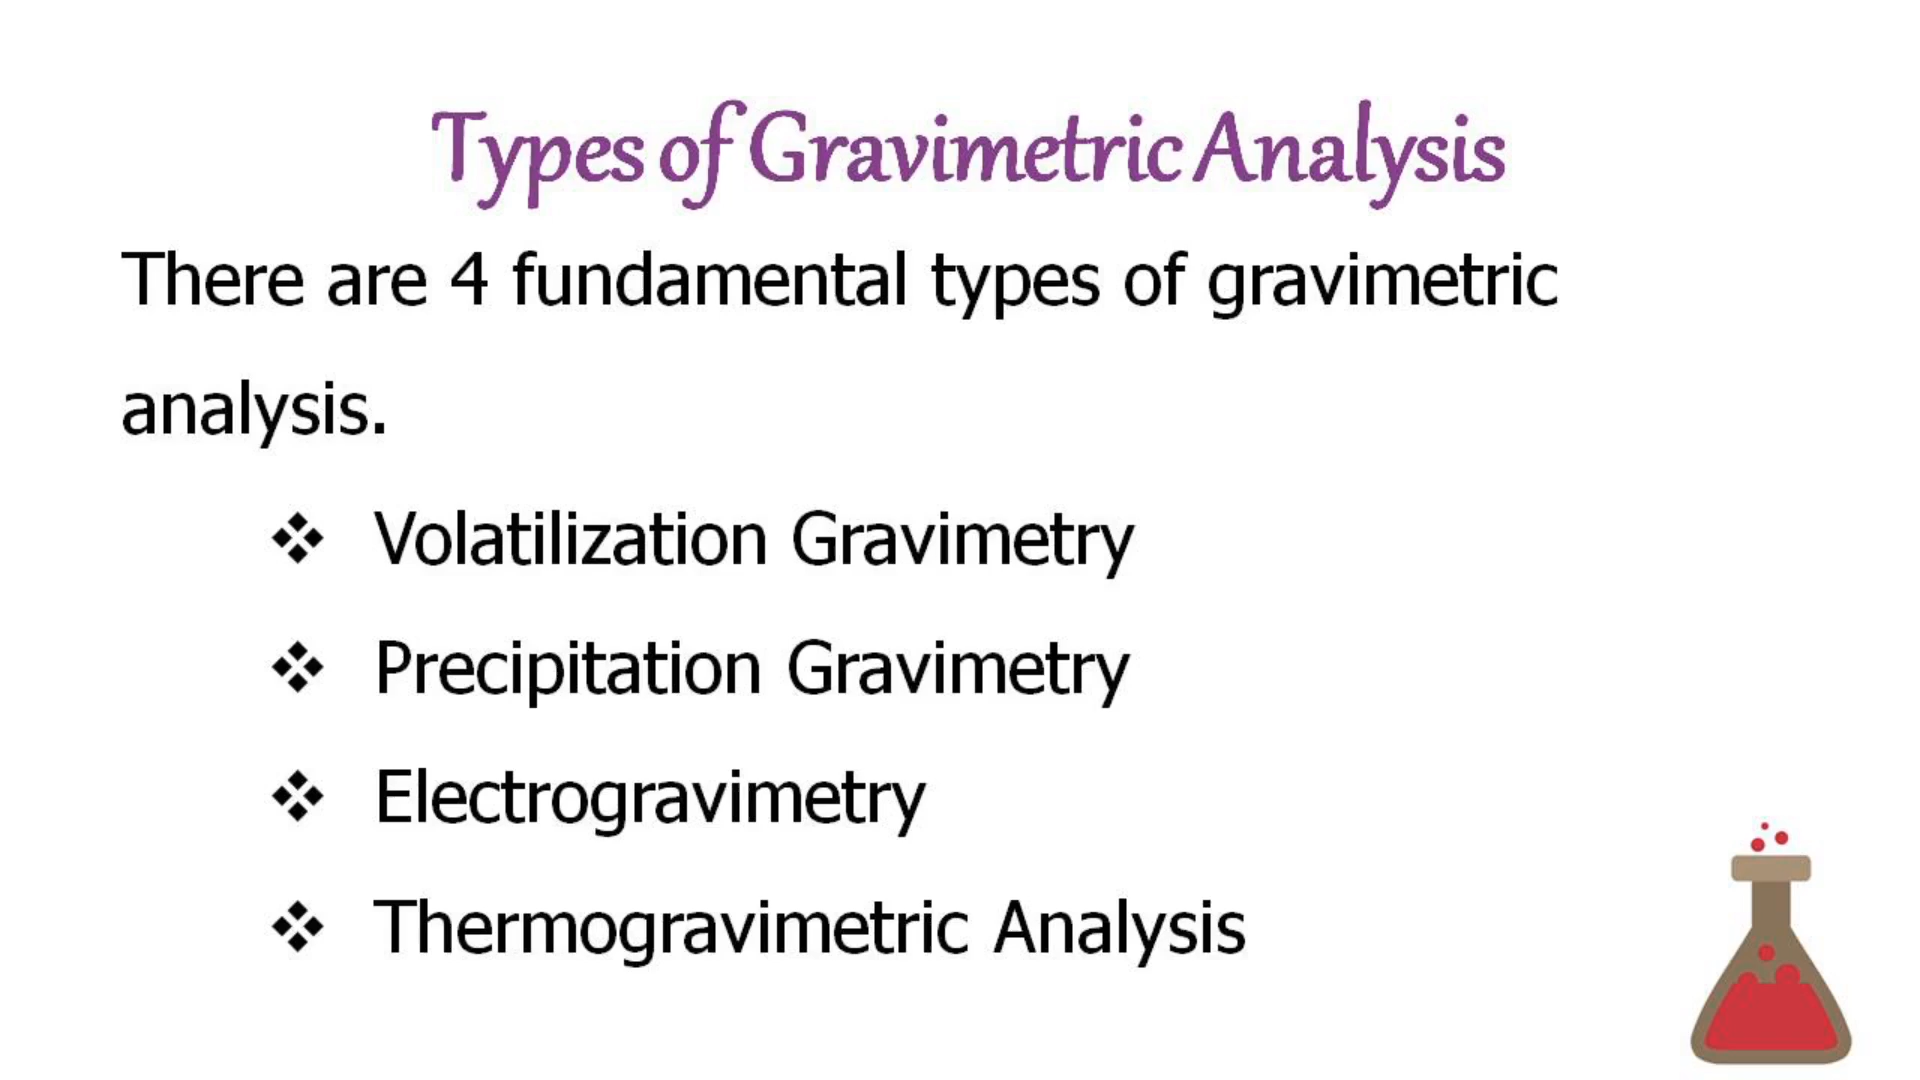 Types of Gravimetric Analysis
There are 4 fundamental types of gravimetric
analysis.
❖ Volatilization Gravimetry
❖ Precipitation Gravimetry
❖ Electrogravimetry
❖ Thermogravimetric Analysis